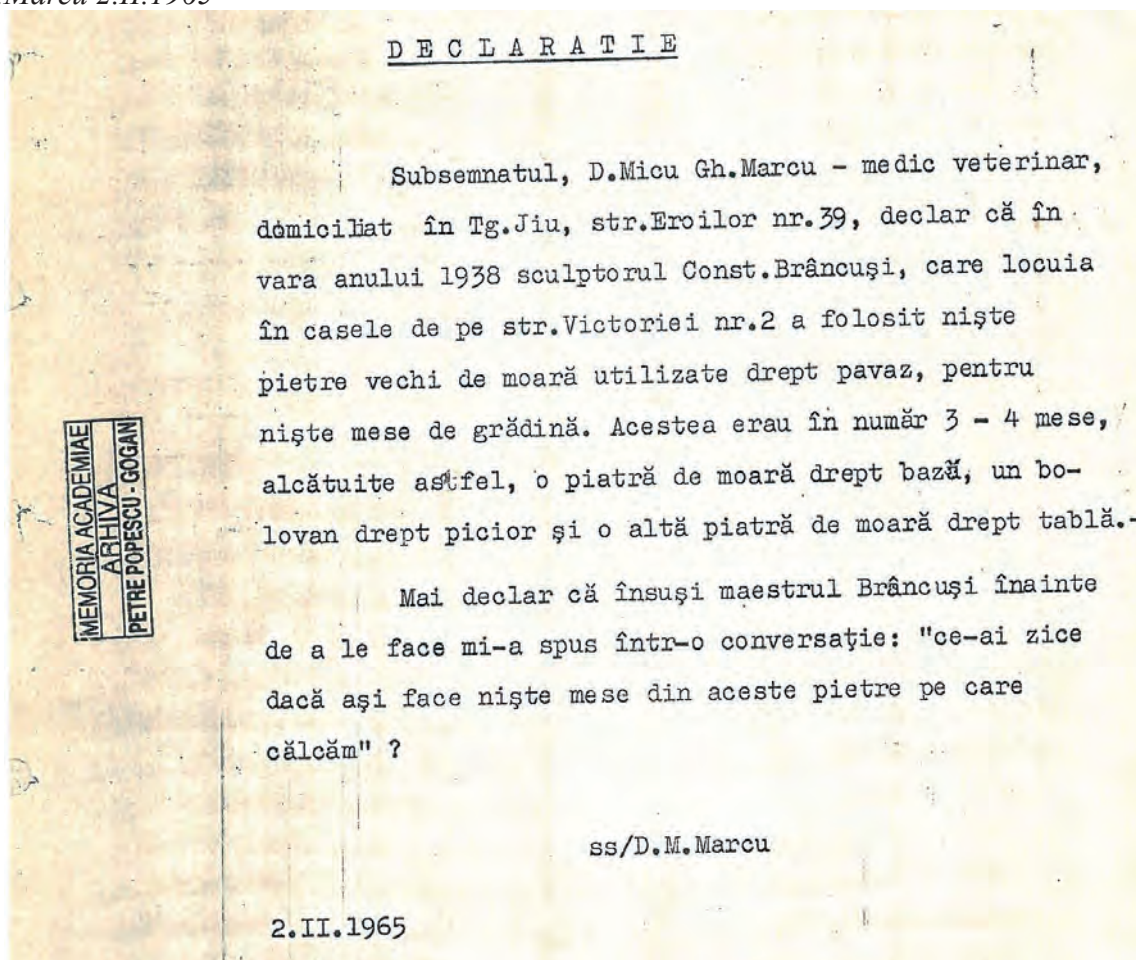 Marcu 2.II.1965
D E C L A R A T I E
Subsemnatul, D.Micu Gh.Marcu - medic veterinar,
domiciliat în Tg.Jiu, str.Eroilor nr.39, declar că în
vara anului 1938 sculptorul Const.Brâncuşi, care locuia
în casele de pe str.Victoriei nr.2 a folosit nişte
pietre vechi de moară utilizate drept pavaz, pentru
nişte mese de grădină. Acestea erau în număr 3 - 4 mese,
alcătuite astfel, o piatră de moară drept bază, un bo-
lovan drept picior şi o altă piatră de moară drept tablă.-
Mai declar că însuşi maestrul Brâncuşi înainte
de a le face mi-a spus într-o conversaţie: "ce-ai zice
dacă aşi face nişte mese din aceste pietre pe care
călcăm" ?
ss/D.M.Marcu
2.II.1965
MEMORIA ACADEMIAE
ARHIVA
PETRE POPESCU - GOGAN